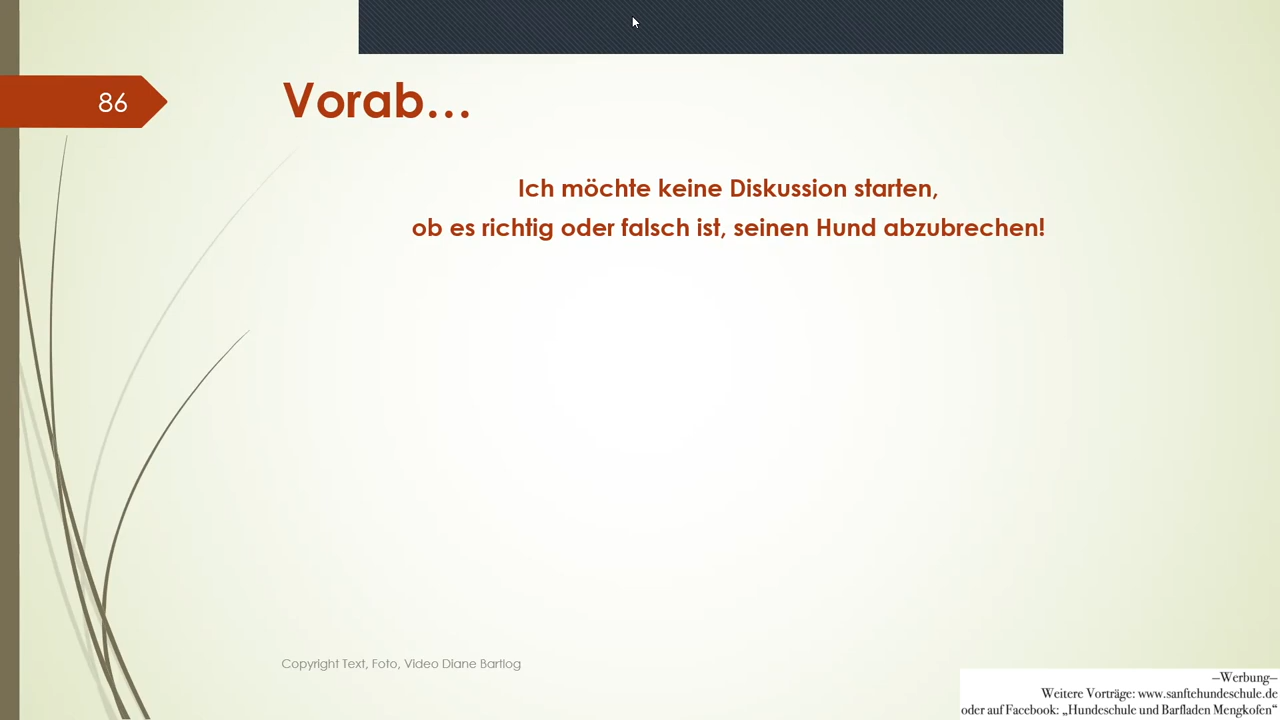 86
Vorab...
Ich möchte keine Diskussion starten,
ob es richtig oder falsch ist, seinen Hund abzubrechen!
Copyright Text, Foto, Video Diane Bartlog
—Werbung—
Weitere Vorträge: www.sanftehundeschule.de
oder auf Facebook: „Hundeschule und Barfladen Mengkofen“